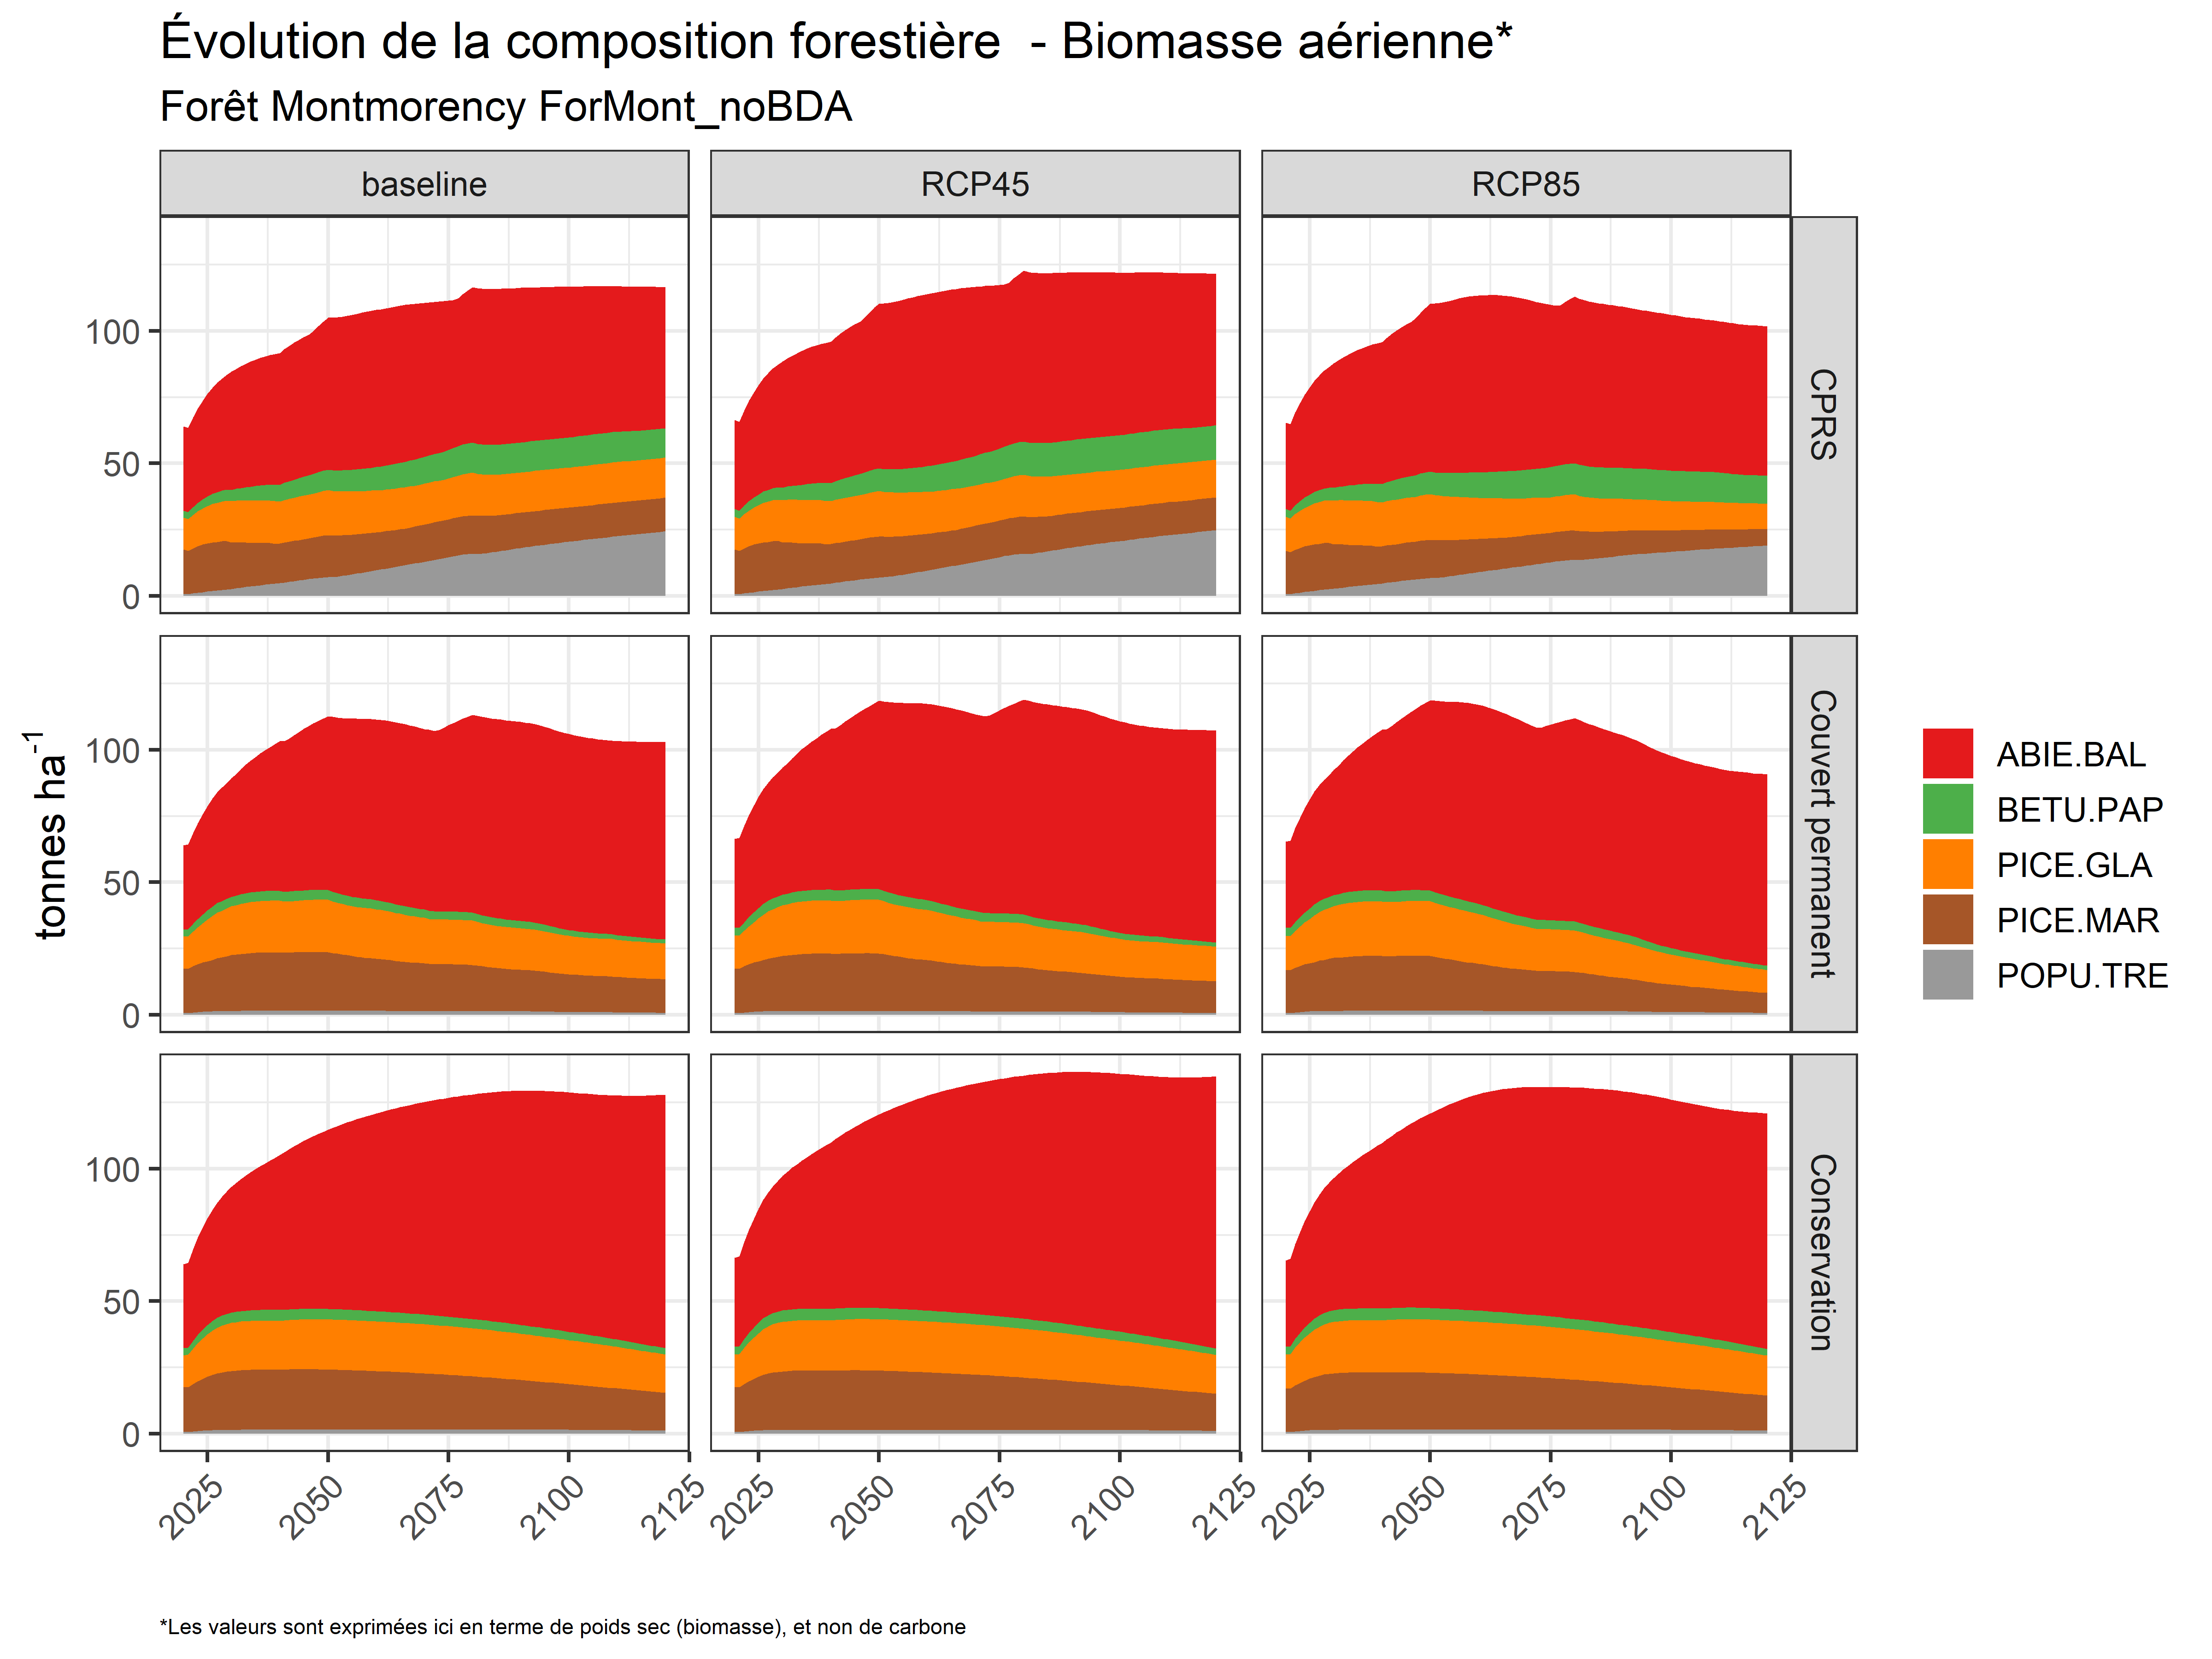 Évolution de la composition forestière  - Biomasse aérienne*
Forêt Montmorency ForMont_noBDA
baseline
RCP45
RCP85
100
50
0
CPRS
100
50
0
Couvert permanent
100
50
0
Conservation
tonnes ha-1
2025
2050
2075
2100
2125
2025
2050
2075
2100
2125
2025
2050
2075
2100
2125
ABIE.BAL
BETU.PAP
PICE.GLA
PICE.MAR
POPU.TRE
*Les valeurs sont exprimées ici en terme de poids sec (biomasse), et non de carbone